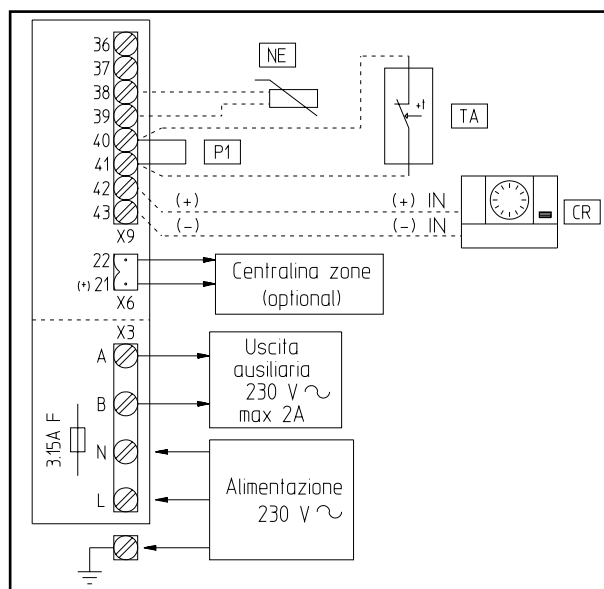 36
37
38
39
40
41
42
43
X9
NE
P1
+t
TA
(+)
(-)
(+) IN
(-) IN
CR
22
(+) 21
X6
Centralina zone
(optional)
X3
A
B
N
L
3.15A F
Uscita
ausiliaria
230 V ~
max 2A
Alimentazione
230 V ~